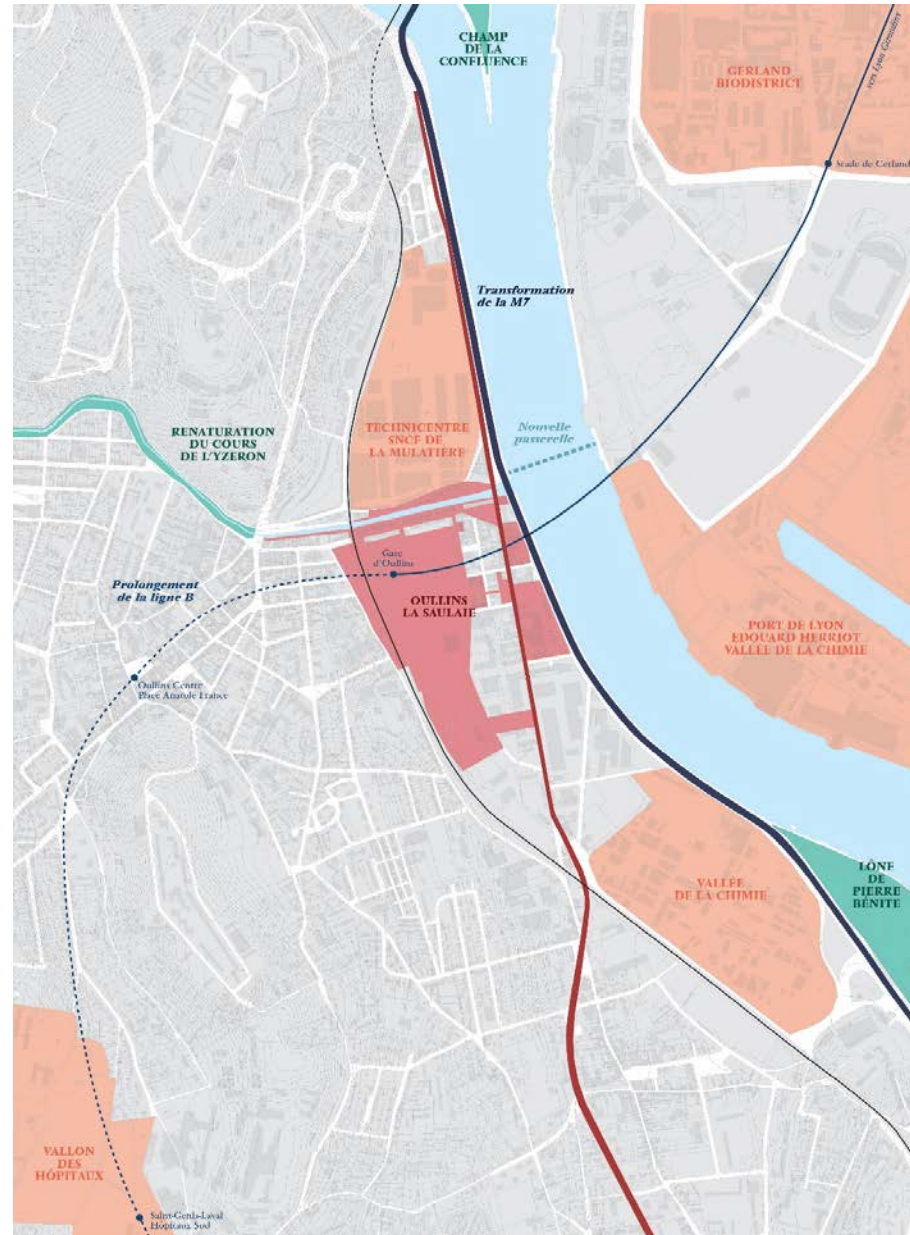 CHAMP
DE LA
CONFLUENCE
GERLAND
BIODISTRICT
vers Lyon Girondins
Stade de Gerland
Transformation
de la M7
RENATURATION
DU COURS
DE L'YZERON
TECHNICENTRE
SNCF DE
LA MULATIÈRE
Nouvelle
passerelle
Gare
d'Oullins
Prolongement
de la ligne B
OULLINS
LA SAULAIE
PORT DE LYON
EDOUARD HERRIOT
VALLÉE DE LA CHIMIE
Oullins Centre
Place Anatole France
VALLÉE
DE LA CHIMIE
LÔNE
DE
PIERRE
BÉNITE
VALLON
DES
HÔPITAUX
Saint-Genis-Laval
Hôpitaux Sud